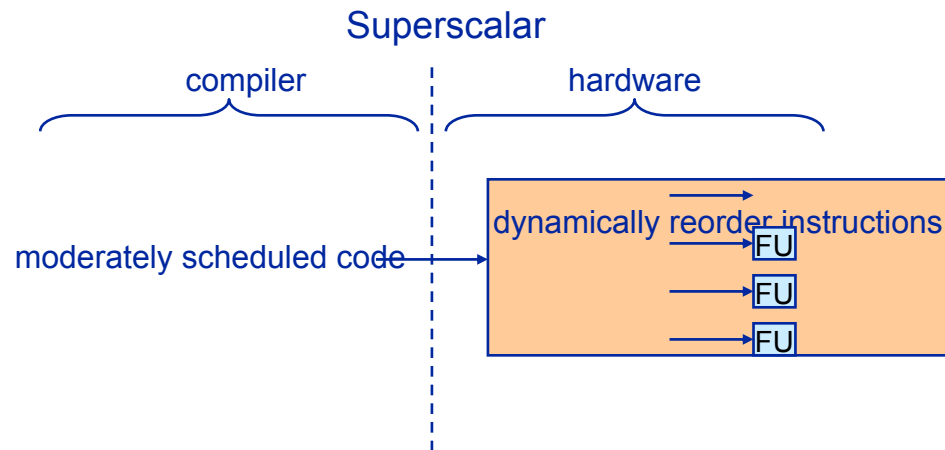 Superscalar
compiler
hardware
dynamically reorder instructions
moderately scheduled code
FU
FU
FU